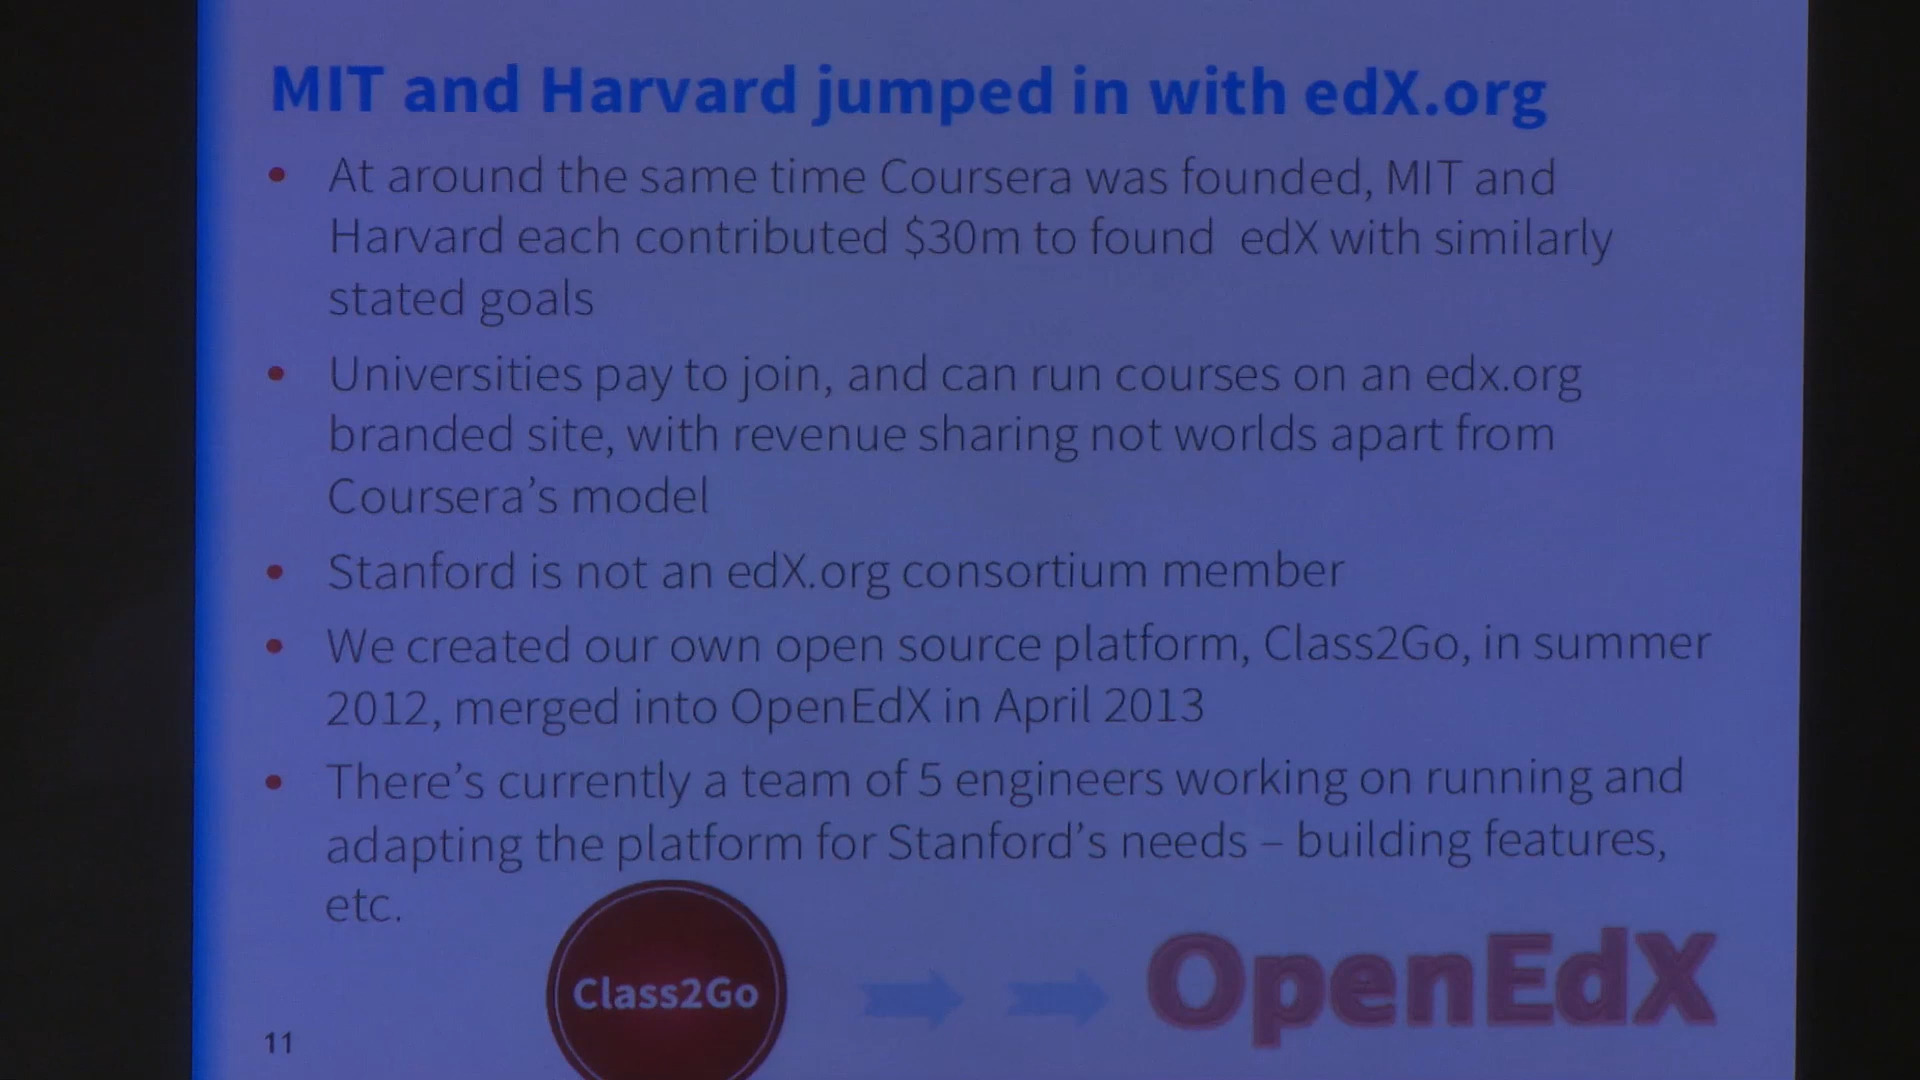 MIT and Harvard jumped in with edX.org
• At around the same time Coursera was founded, MIT and
Harvard each contributed $30m to found edX with similarly
stated goals
• Universities pay to join, and can run courses on an edx.org
branded site, with revenue sharing not worlds apart from
Coursera's model
• Stanford is not an edX.org consortium member
• We created our own open source platform, Class2Go, in summer
2012, merged into OpenEdX in April 2013
• There's currently a team of 5 engineers working on running and
adapting the platform for Stanford's needs – building features,
etc.
Class2Go
OpenEdX
11